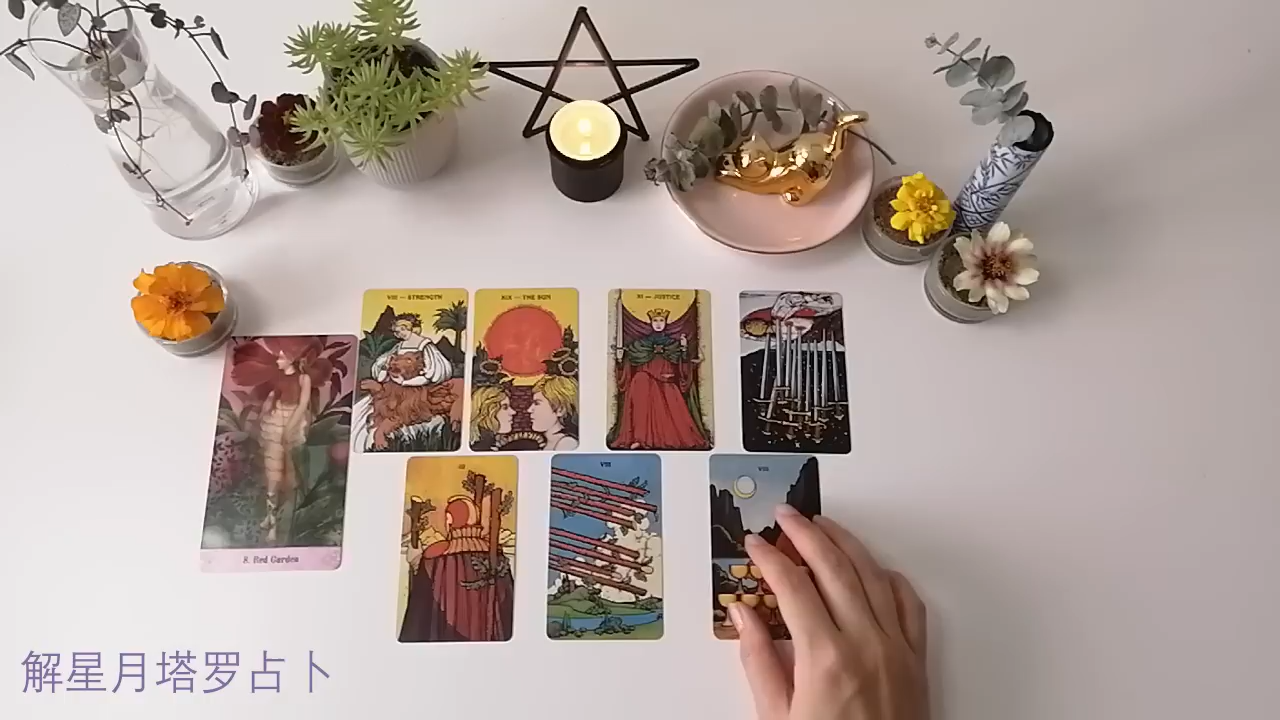 VIII — STRENGTH
XIX — THE SUN
XI — JUSTICE
X
8. Red Garden
III
VIII
VIII
解星月塔罗占卜